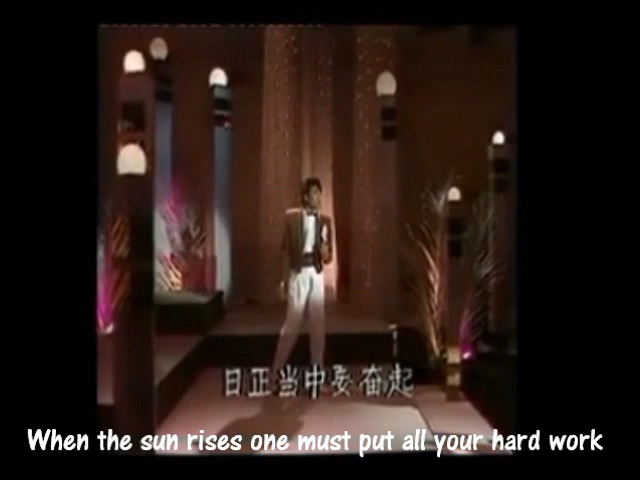 日正当中要奋起
When the sun rises one must put all your hard work